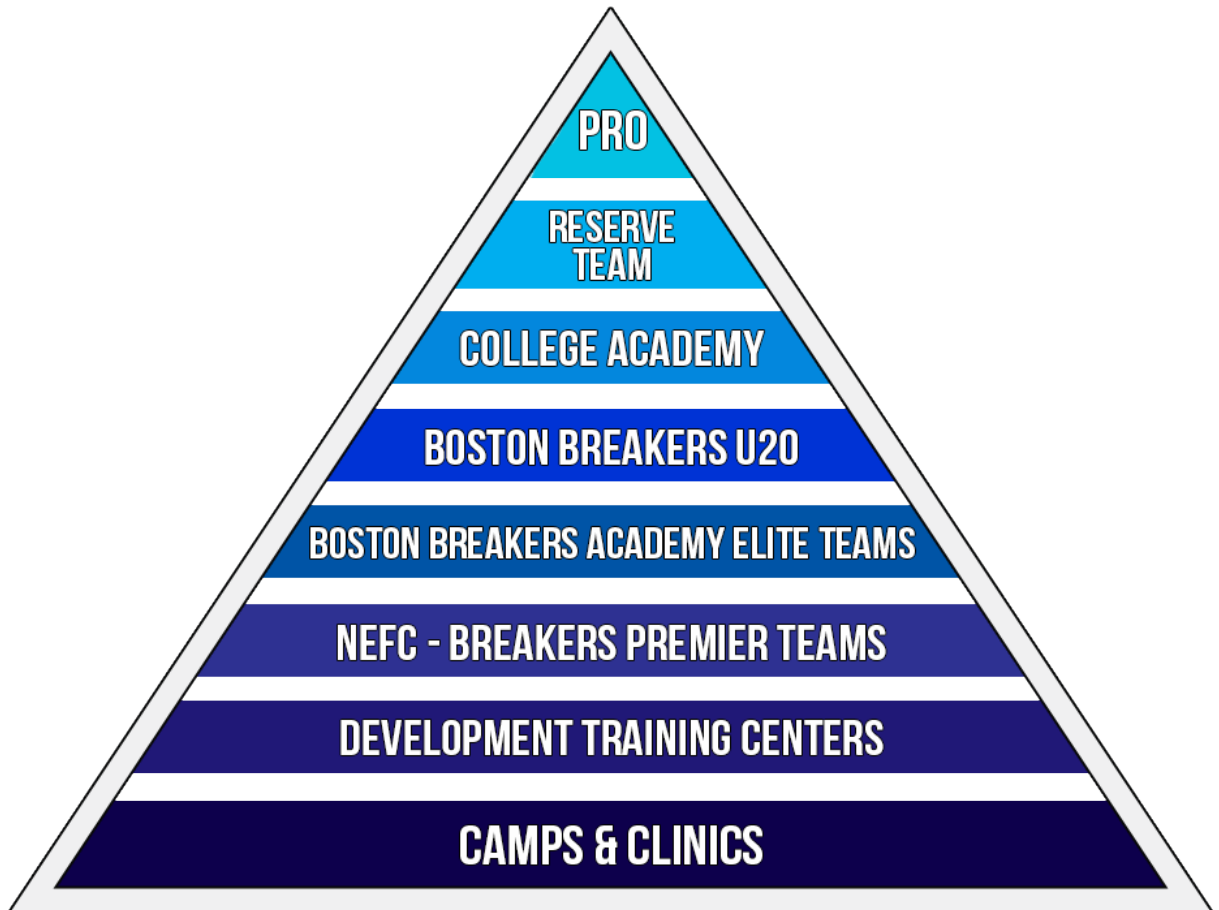 PRO
RESERVE
TEAM
COLLEGE ACADEMY
BOSTON BREAKERS U20
BOSTON BREAKERS ACADEMY ELITE TEAMS
NEFC - BREAKERS PREMIER TEAMS
DEVELOPMENT TRAINING CENTERS
CAMPS & CLINICS